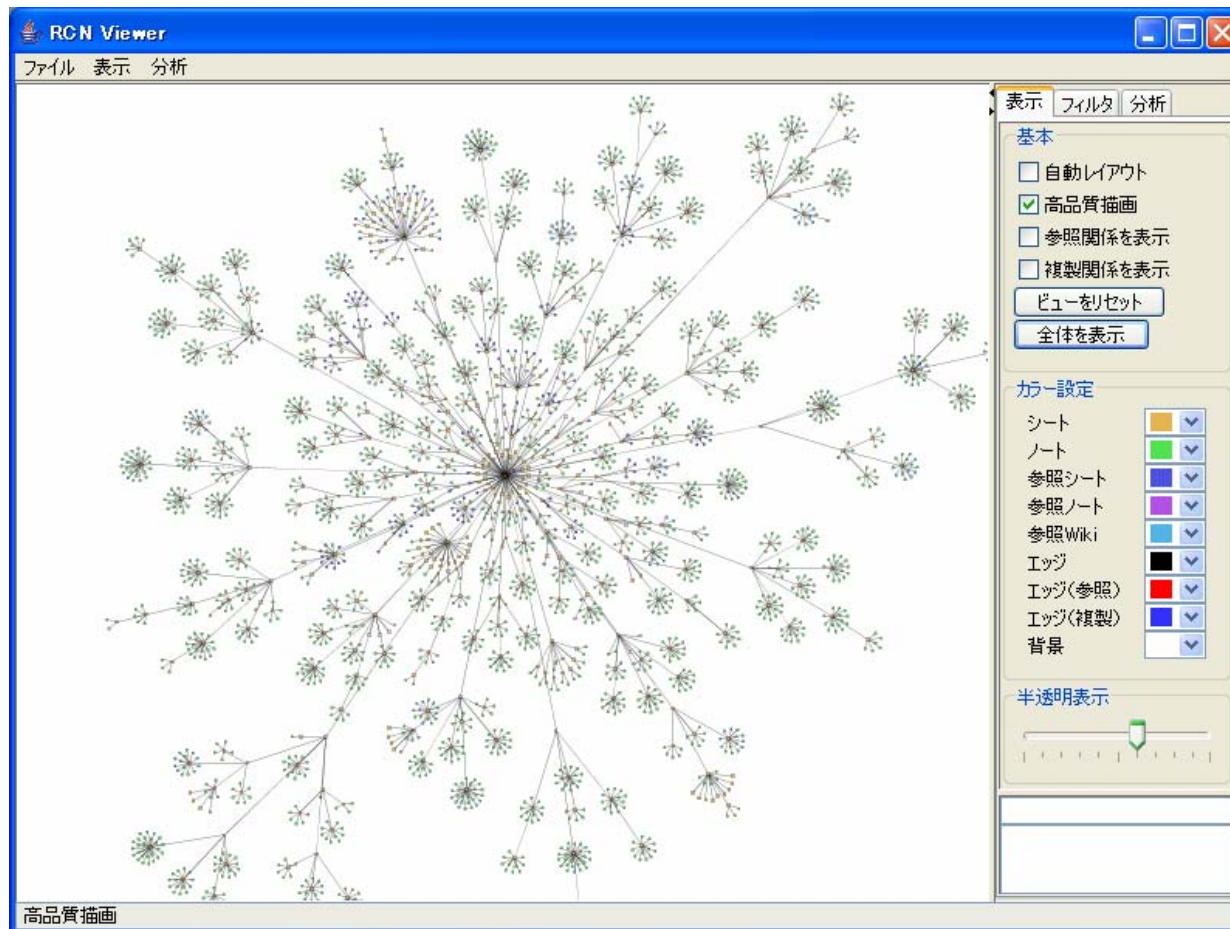 RCN Viewer
ファイル 表示 分析
表示 フィルタ 分析
基本
自動レイアウト
高品質描画
参照関係を表示
複製関係を表示
ビューをリセット
全体を表示
カラー設定
シート
ノート
参照シート
参照ノート
参照Wiki
エッジ
エッジ(参照)
エッジ(複製)
背景
半透明表示
高品質描画